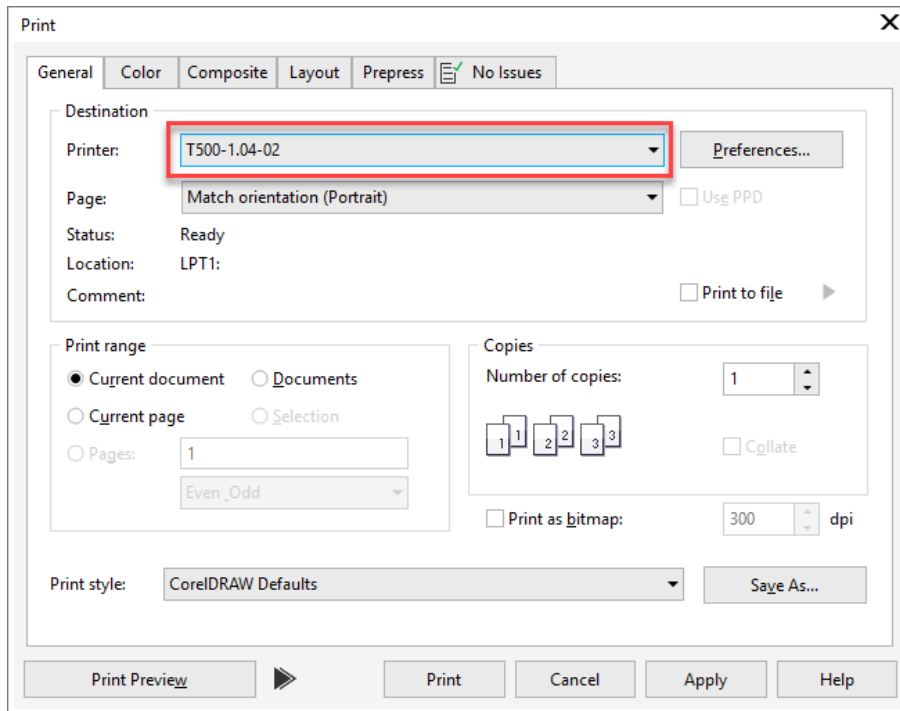 Print
General Color Composite Layout Prepress No Issues
Destination
Printer: T500-1.04-02 Preferences...
Page: Match orientation (Portrait) Use PPD
Status: Ready
Location: LPT1:
Comment: Print to file
Print range
Current document Documents
Current page Selection
Pages: 1
Even_Odd
Copies
Number of copies: 1
1 1 2 2 3 3
Collate
Print as bitmap: 300 dpi
Print style: CorelDRAW Defaults Save As...
Print Preview Print Cancel Apply Help